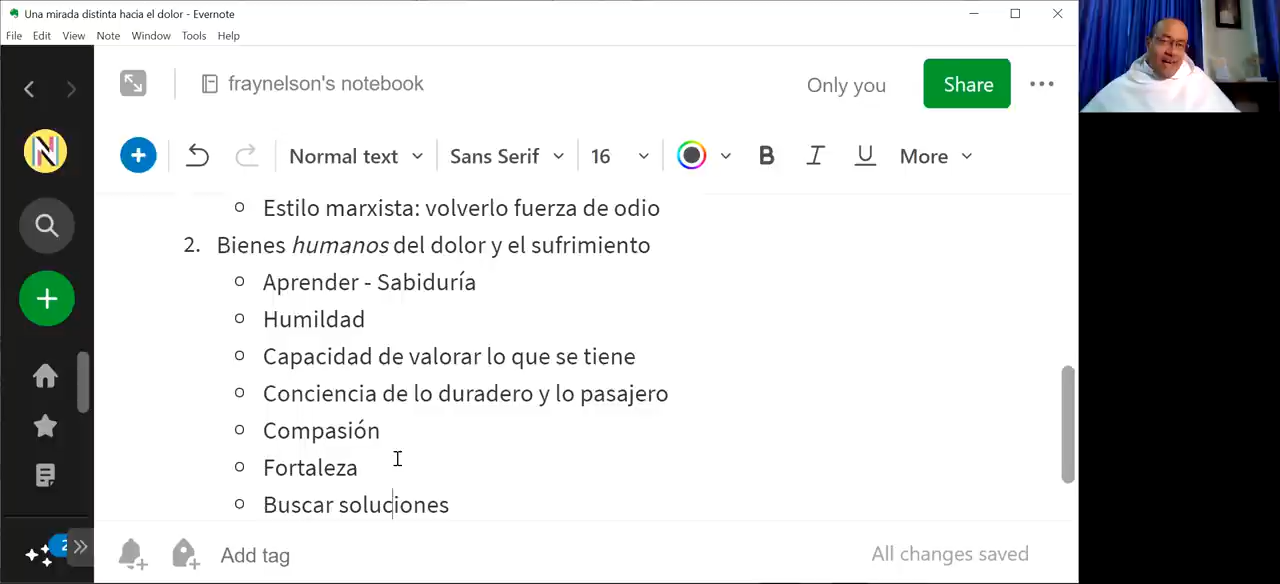 Una mirada distinta hacia el dolor - Evernote
File Edit View Note Window Tools Help
fraynelson's notebook
Only you
Share
Normal text
Sans Serif
16
B I U
More
N
Estilo marxista: volverlo fuerza de odio
2. Bienes humanos del dolor y el sufrimiento
Aprender - Sabiduría
Humildad
Capacidad de valorar lo que se tiene
Conciencia de lo duradero y lo pasajero
Compasión
Fortaleza
Buscar soluciones
2
Add tag
All changes saved